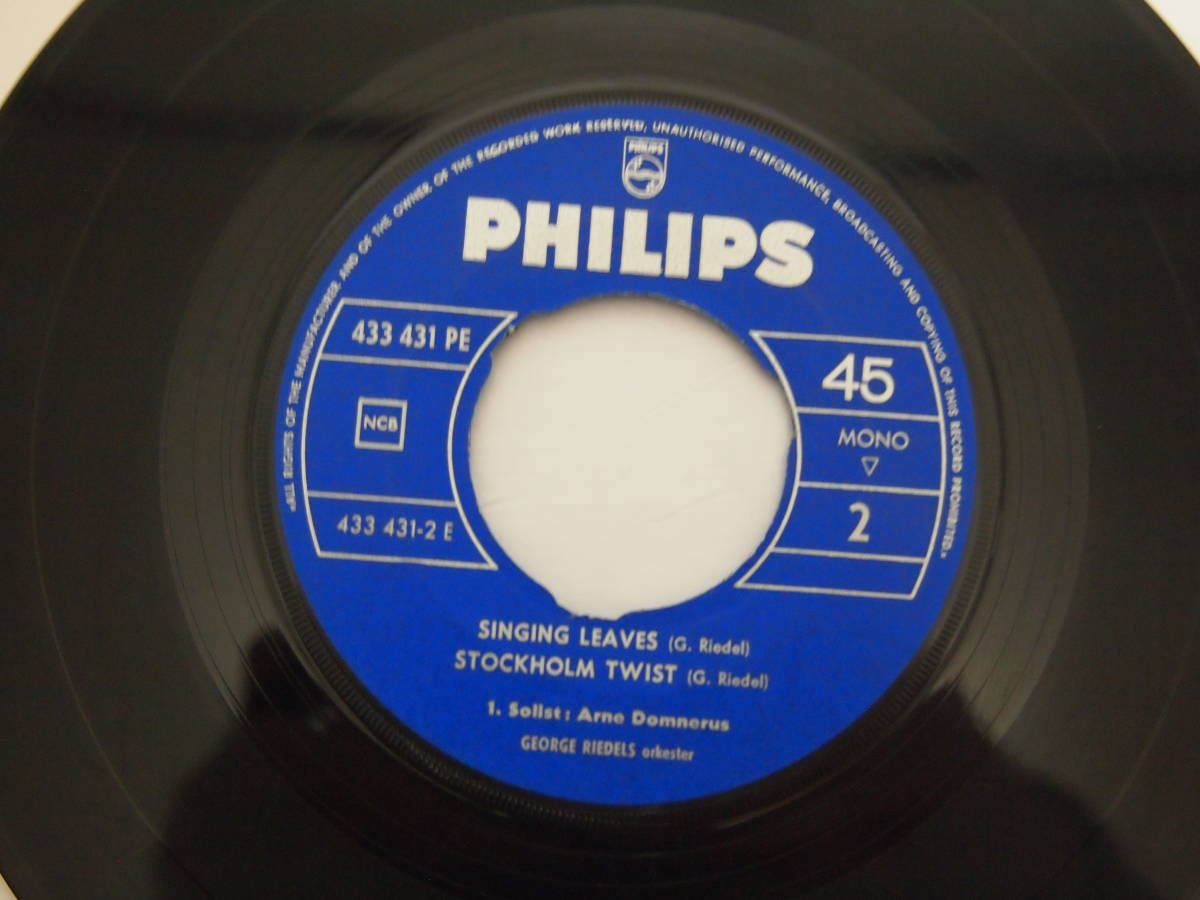 «ALL RIGHTS OF THE MANUFACTURER AND OF THE OWNER OF THE RECORDED WORK RESERVED, UNAUTHORISED PERFORMANCE, BROADCASTING AND COPYING OF THIS RECORD PROHIBITED.»
PHILIPS
PHILIPS
433 431 PE
NCB
433 431-2 E
45
MONO
▽
2
SINGING LEAVES (G. Riedel)
STOCKHOLM TWIST (G. Riedel)
1. Solist: Arne Domnerus
GEORGE RIEDELS orkester